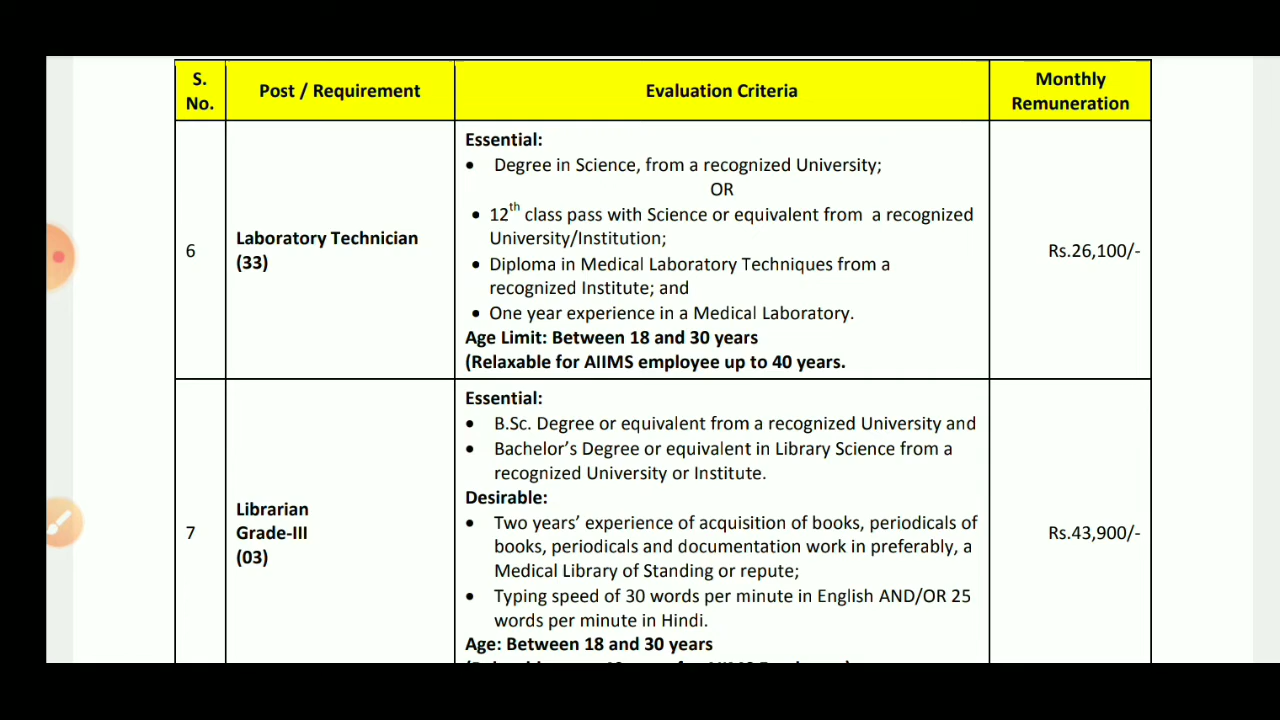 S. No.
Post / Requirement
Evaluation Criteria
Monthly Remuneration
6
Laboratory Technician
(33)
Essential:
• Degree in Science, from a recognized University;
OR
• 12th class pass with Science or equivalent from a recognized
University/Institution;
• Diploma in Medical Laboratory Techniques from a
recognized Institute; and
• One year experience in a Medical Laboratory.
Age Limit: Between 18 and 30 years
(Relaxable for AIIMS employee up to 40 years.
Rs.26,100/-
7
Librarian
Grade-III
(03)
Essential:
• B.Sc. Degree or equivalent from a recognized University and
• Bachelor's Degree or equivalent in Library Science from a
recognized University or Institute.
Desirable:
• Two years' experience of acquisition of books, periodicals of
books, periodicals and documentation work in preferably, a
Medical Library of Standing or repute;
• Typing speed of 30 words per minute in English AND/OR 25
words per minute in Hindi.
Age: Between 18 and 30 years
Rs.43,900/-